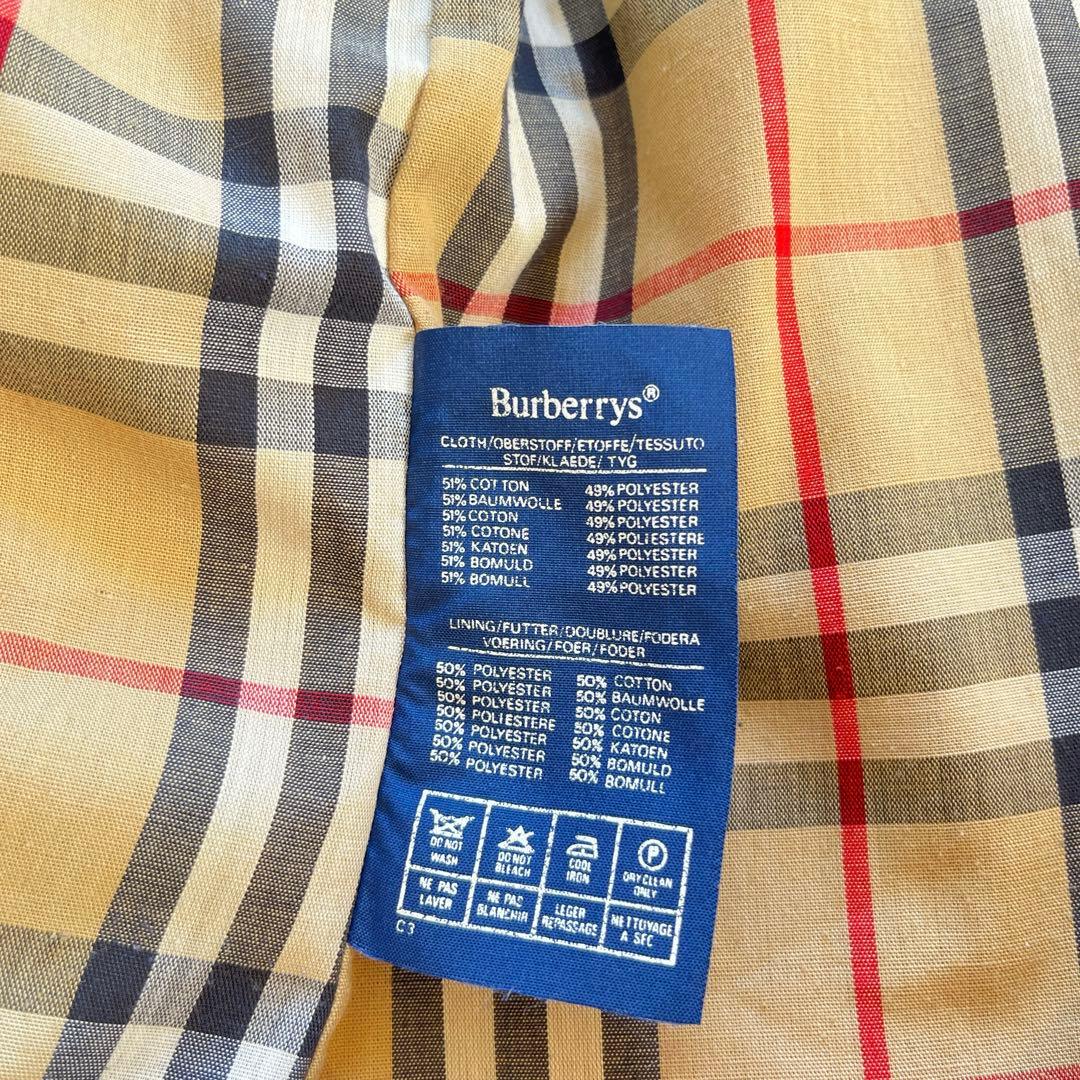 Burberrys®
CLOTH/OBERSTOFF/ETOFFE/TESSUTO
STOF/KLAEDE/TYG
51% COTTON 49% POLYESTER
51% BAUMWOLLE 49% POLYESTER
51% COTON 49% POLYESTER
51% COTONE 49% POLIESTERE
51% KATOEN 49% POLYESTER
51% BOMULD 49% POLYESTER
51% BOMULL 49% POLYESTER
LINING/FUTTER/DOUBLURE/FODERA
VOERING/FOER/FODER
50% POLYESTER 50% COTTON
50% POLYESTER 50% BAUMWOLLE
50% POLYESTER 50% COTON
50% POLIESTERE 50% COTONE
50% POLYESTER 50% KATOEN
50% POLYESTER 50% BOMULD
50% POLYESTER 50% BOMULL
DO NOT
WASH
DO NOT
BLEACH
COOL
IRON
P
DRY CLEAN
ONLY
NE PAS
LAVER
NE PAS
BLANCHIR
LEGER
REPASSAGE
NETTOYAGE
A SEC
C3